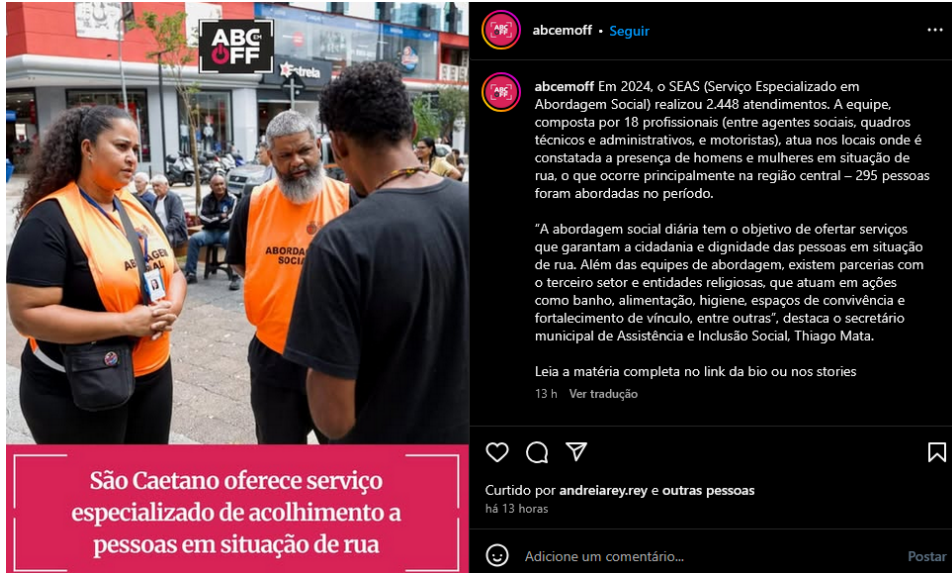 ABC
EM
OFF
Estrela
ABORDAGEM
SOCIAL
São Caetano oferece serviço
especializado de acolhimento a
pessoas em situação de rua
abcemoff • Seguir
abcemoff Em 2024, o SEAS (Serviço Especializado em
Abordagem Social) realizou 2.448 atendimentos. A equipe,
composta por 18 profissionais (entre agentes sociais, quadros
técnicos e administrativos, e motoristas), atua nos locais onde é
constatada a presença de homens e mulheres em situação de
rua, o que ocorre principalmente na região central – 295 pessoas
foram abordadas no período.
"A abordagem social diária tem o objetivo de ofertar serviços
que garantam a cidadania e dignidade das pessoas em situação
de rua. Além das equipes de abordagem, existem parcerias com
o terceiro setor e entidades religiosas, que atuam em ações
como banho, alimentação, higiene, espaços de convivência e
fortalecimento de vínculo, entre outras", destaca o secretário
municipal de Assistência e Inclusão Social, Thiago Mata.
Leia a matéria completa no link da bio ou nos stories
13 h Ver tradução
Curtido por andreiarey.rey e outras pessoas
há 13 horas
Adicione um comentário...
Postar